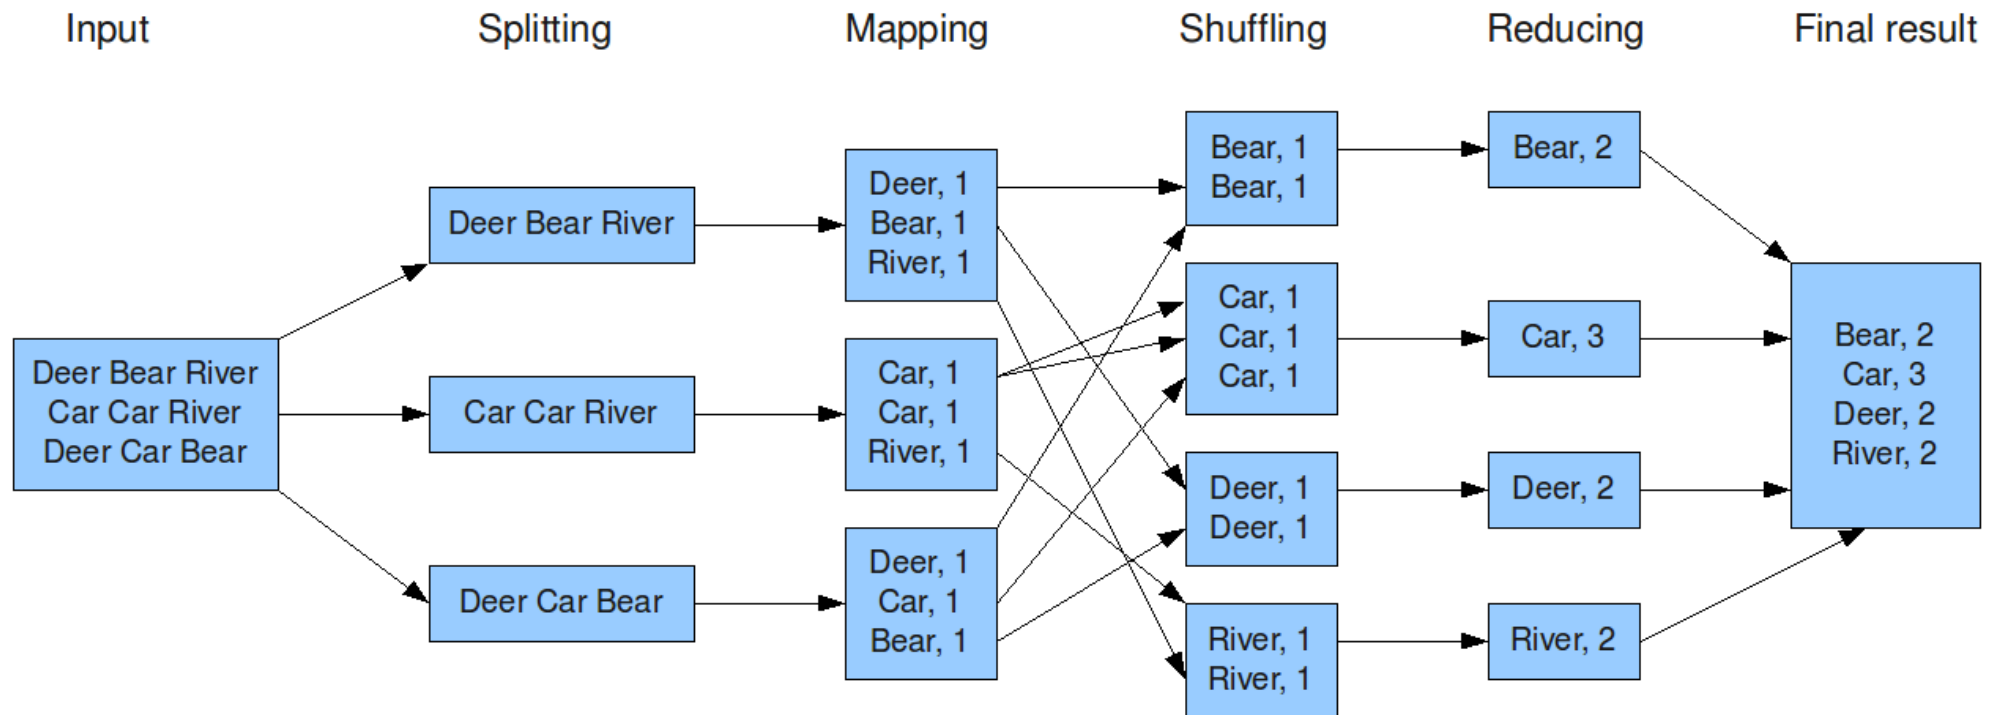 Input
Splitting
Mapping
Shuffling
Reducing
Final result
Deer Bear River
Car Car River
Deer Car Bear
Deer Bear River
Car Car River
Deer Car Bear
Deer, 1
Bear, 1
River, 1
Car, 1
Car, 1
River, 1
Deer, 1
Car, 1
Bear, 1
Bear, 1
Bear, 1
Car, 1
Car, 1
Car, 1
Deer, 1
Deer, 1
River, 1
River, 1
Bear, 2
Car, 3
Deer, 2
River, 2
Bear, 2
Car, 3
Deer, 2
River, 2